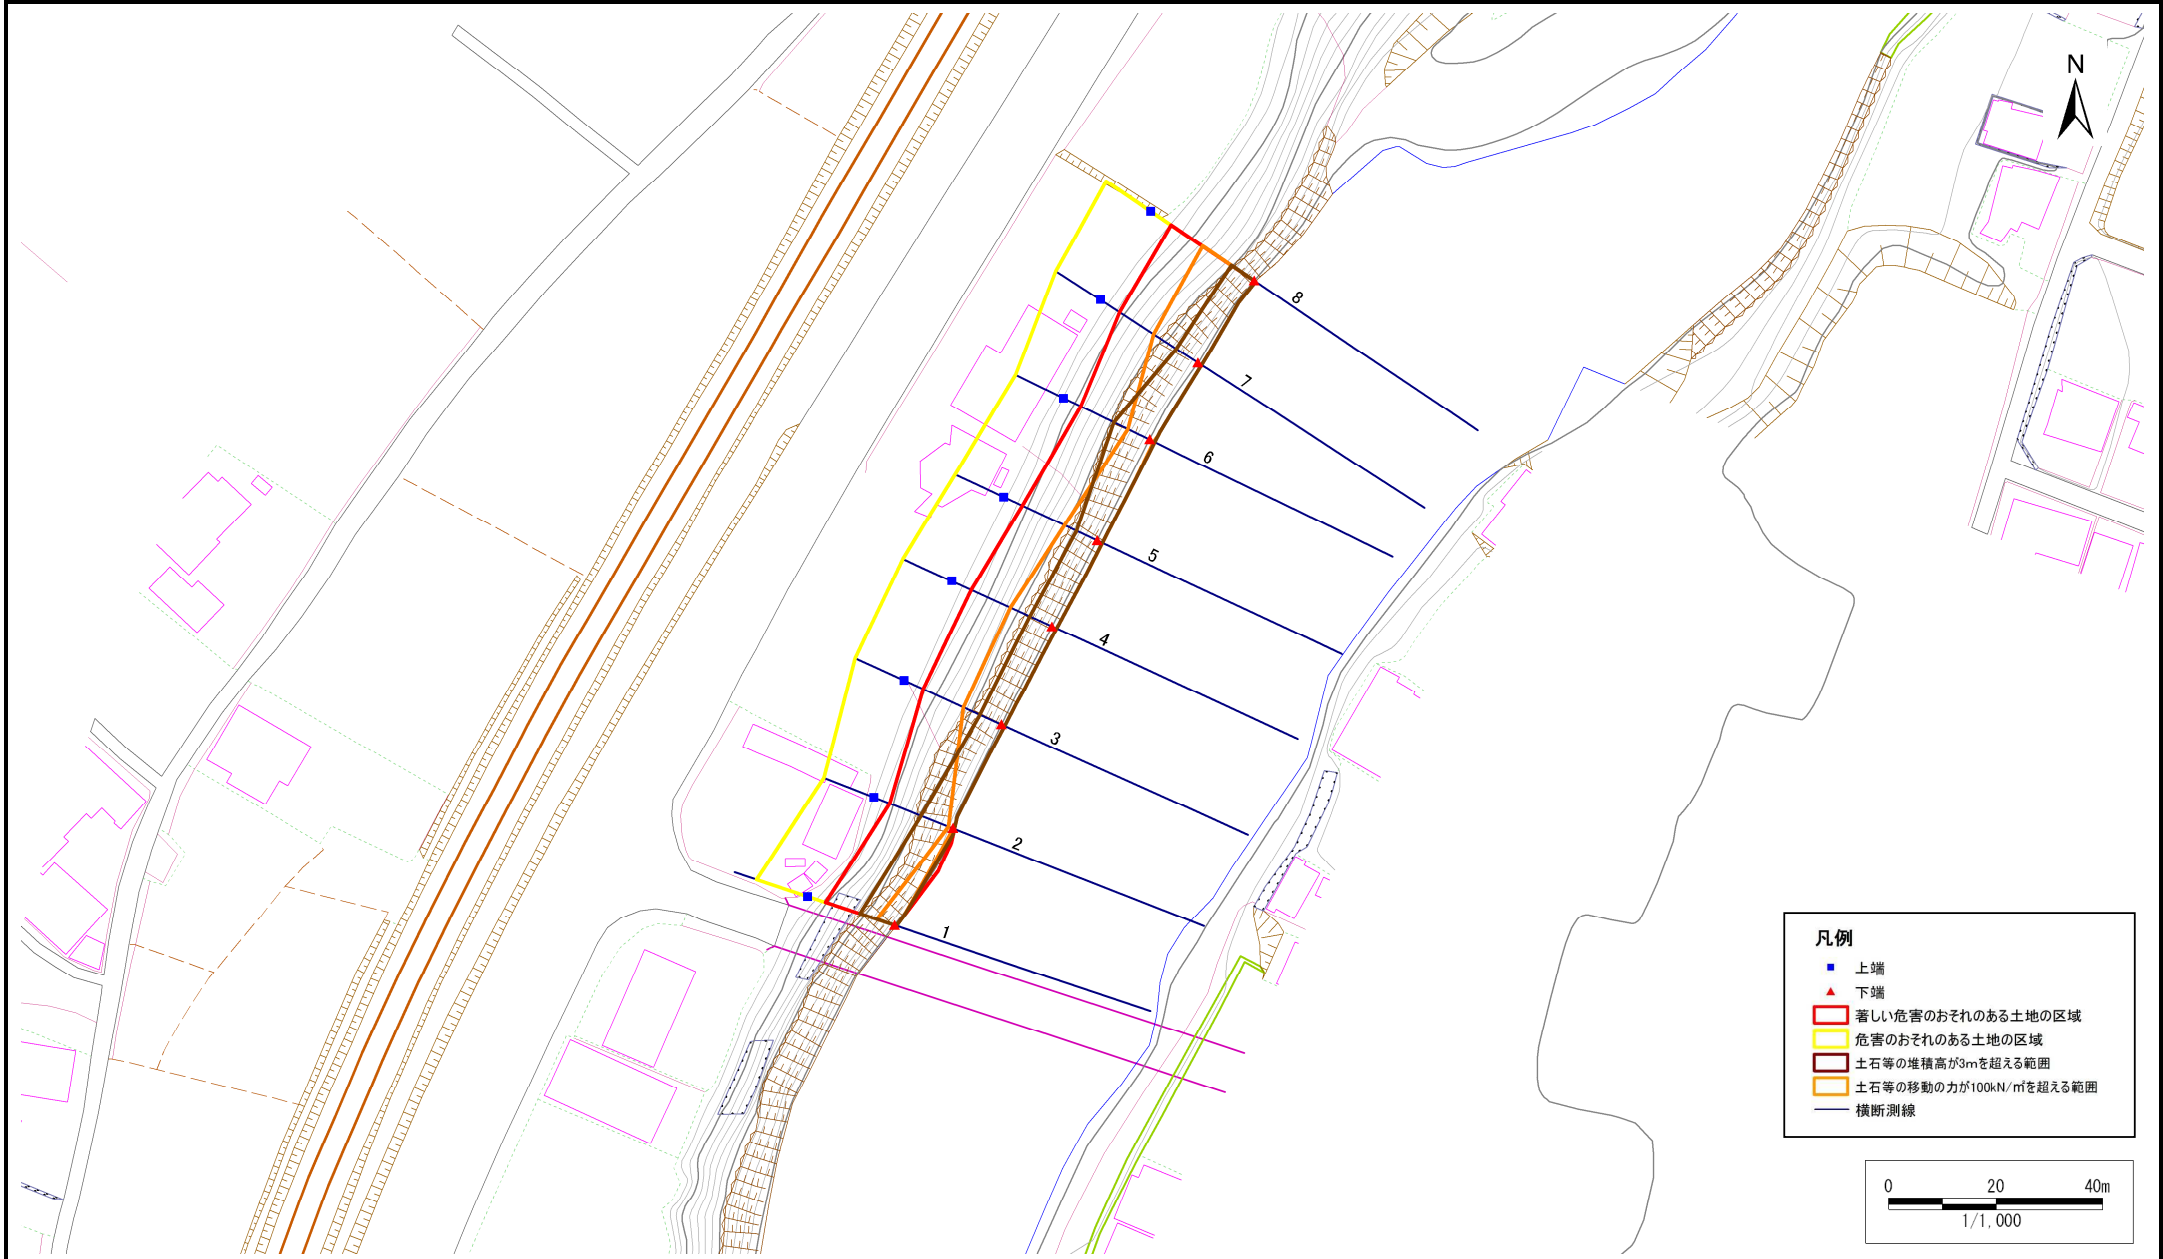 N
8
7
6
5
4
3
2
1
凡例
上端
下端
著しい危害のおそれのある土地の区域
危害のおそれのある土地の区域
土石等の堆積高が3mを超える範囲
土石等の移動の力が100kN/㎡を超える範囲
横断測線
0 20 40m
1/1,000